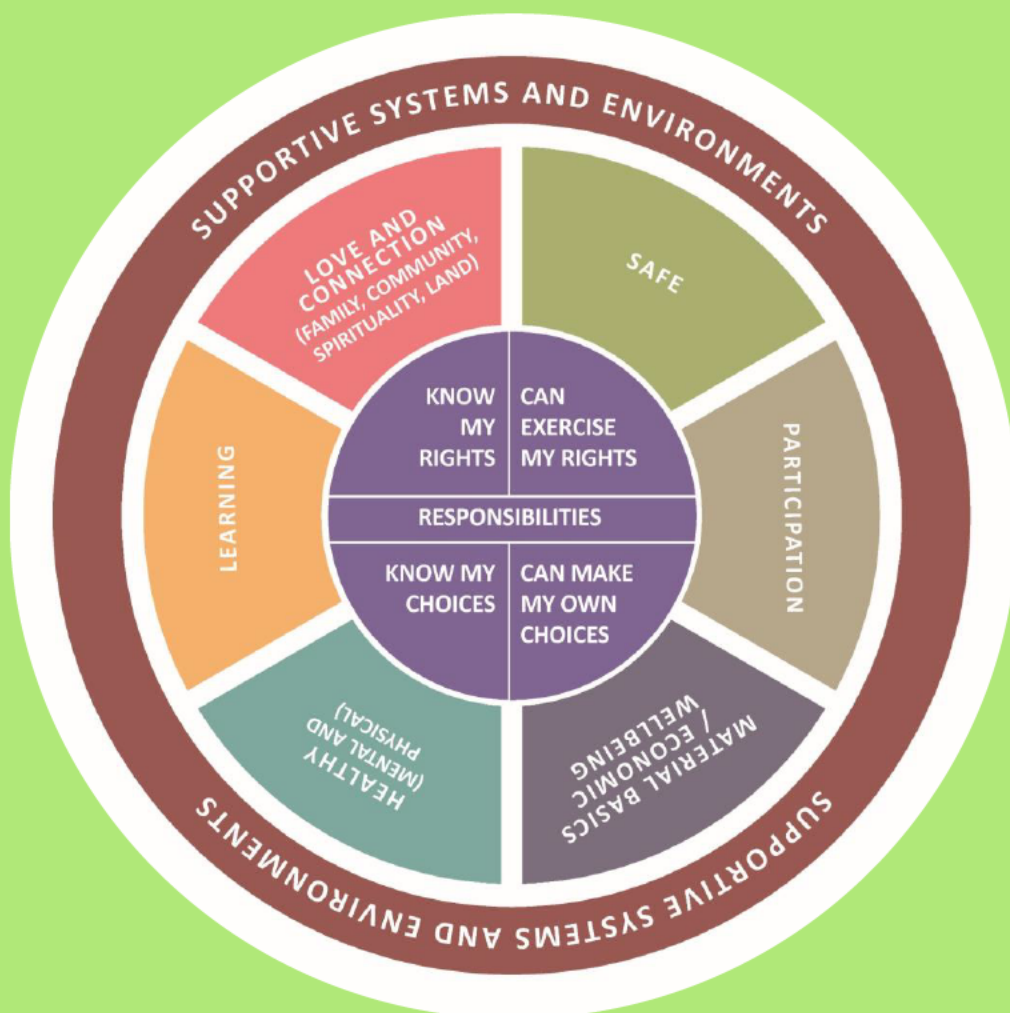 SUPPORTIVE SYSTEMS AND ENVIRONMENTS
LOVE AND
CONNECTION
(FAMILY, COMMUNITY,
SPIRITUALITY, LAND)
SAFE
PARTICIPATION
MATERIAL BASICS
/ ECONOMIC
WELLBEING
HEALTHY
(MENTAL AND
PHYSICAL)
LEARNING
KNOW
MY
RIGHTS
CAN
EXERCISE
MY RIGHTS
RESPONSIBILITIES
KNOW MY
CHOICES
CAN MAKE
MY OWN
CHOICES
SUPPORTIVE SYSTEMS AND ENVIRONMENTS